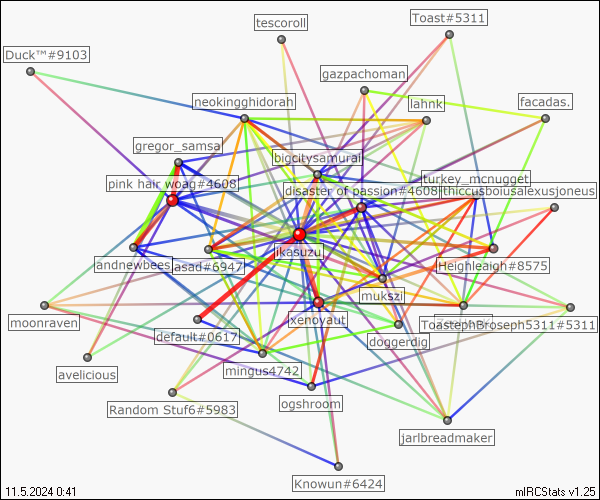 tescoroll
Toast#5311
Duck™#9103
gazpachoman
neokingghidorah
lahnk
facadas.
gregor_samsa
bigcitysamurai
pink hair woag#4608
turkey_mcnugget
disaster of passion#4608
thiccusboiusalexusjoneus
jkasuzu
andnewbees
asad#6947
Heighleaigh#8575
mukszi
moonraven
xenoyaut
ToastephBroseph5311#5311
default#0617
doggerdig
mingus4742
avelicious
Random Stuf6#5983
ogshroom
jarlbreadmaker
Knowun#6424
11.5.2024 0:41
mIRCStats v1.25